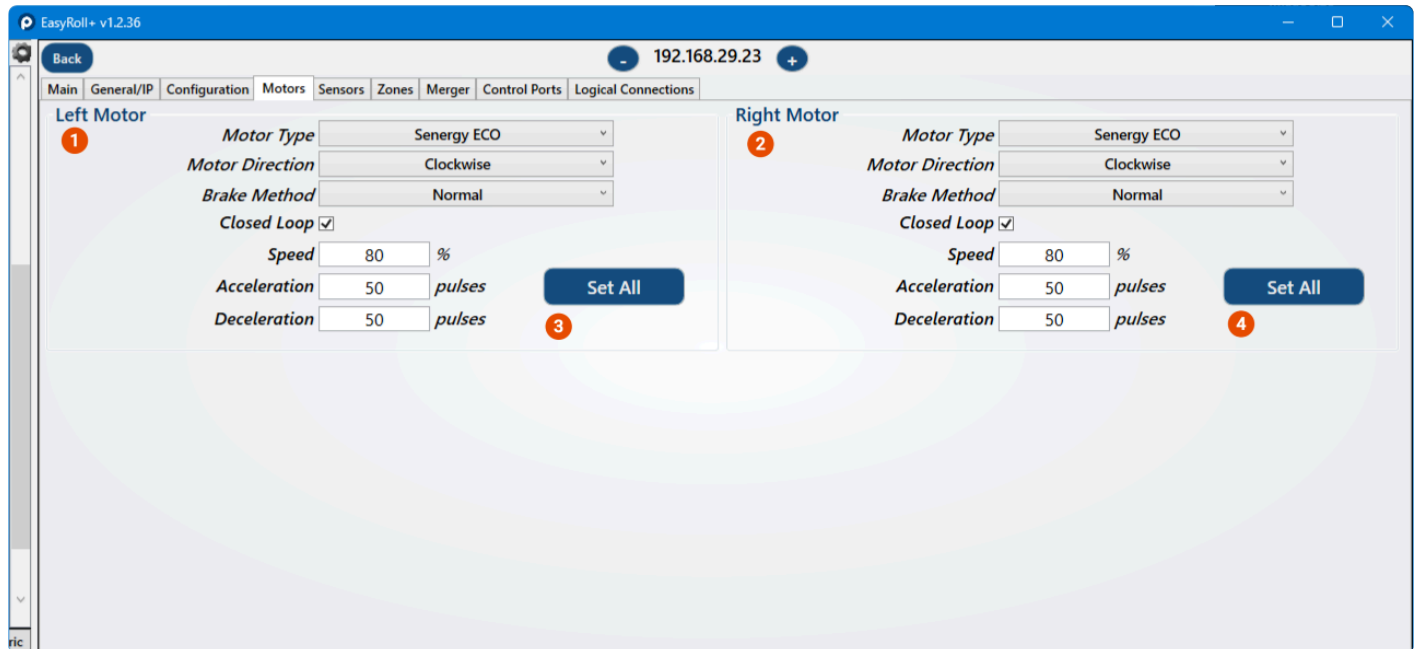 EasyRoll+ v1.2.36
Back
- 192.168.29.23 +
Main General/IP Configuration Motors Sensors Zones Merger Control Ports Logical Connections
Left Motor
1
Motor Type Senergy ECO
Motor Direction Clockwise
Brake Method Normal
Closed Loop
Speed 80 %
Acceleration 50 pulses
Set All
Deceleration 50 pulses
3
Right Motor
2
Motor Type Senergy ECO
Motor Direction Clockwise
Brake Method Normal
Closed Loop
Speed 80 %
Acceleration 50 pulses
Set All
Deceleration 50 pulses
4
ric